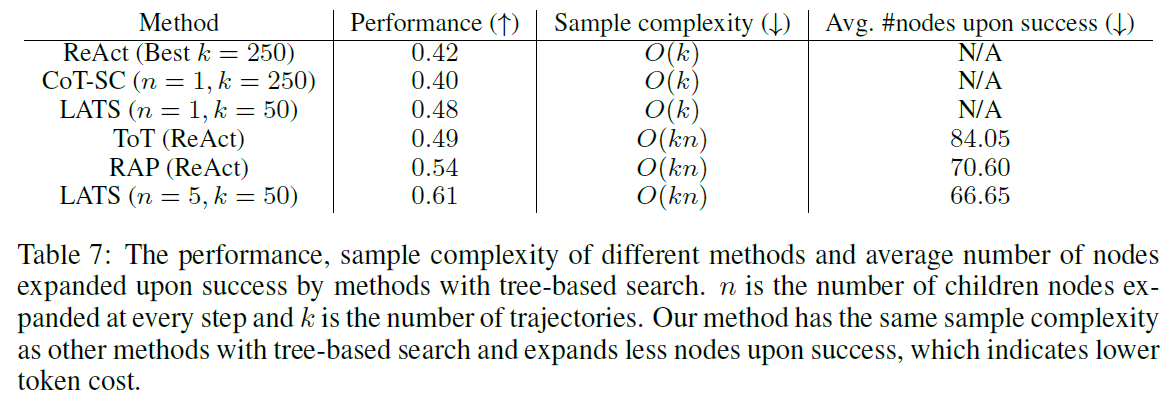 Method Performance (↑) Sample complexity (↓) Avg. #nodes upon success (↓)
ReAct (Best k = 250) 0.42 O(k) N/A
CoT-SC (n = 1, k = 250) 0.40 O(k) N/A
LATS (n = 1, k = 50) 0.48 O(k) N/A
ToT (ReAct) 0.49 O(kn) 84.05
RAP (ReAct) 0.54 O(kn) 70.60
LATS (n = 5, k = 50) 0.61 O(kn) 66.65
Table 7: The performance, sample complexity of different methods and average number of nodes
expanded upon success by methods with tree-based search. n is the number of children nodes ex-
panded at every step and k is the number of trajectories. Our method has the same sample complexity
as other methods with tree-based search and expands less nodes upon success, which indicates lower
token cost.